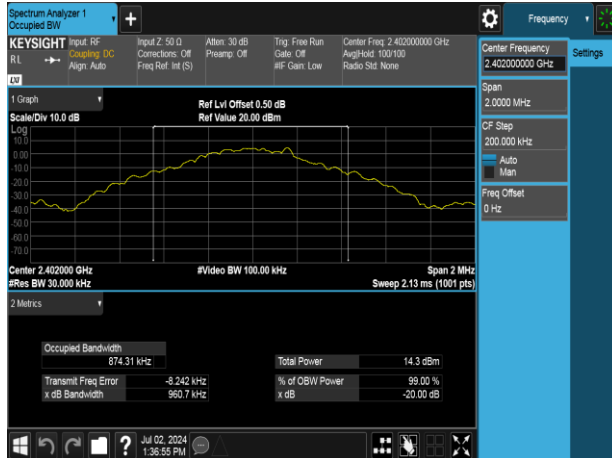 Spectrum Analyzer 1
Occupied BW
+
Frequency
KEYSIGHT
RL
LXI
Input: RF
Coupling: DC
Align: Auto
Input Z: 50 Ω
Corrections: Off
Freq Ref: Int (S)
Atten: 30 dB
Preamp: Off
Trig: Free Run
Gate: Off
#IF Gain: Low
Center Freq: 2.402000000 GHz
Avg|Hold: 100/100
Radio Std: None
Center Frequency
2.402000000 GHz
Settings
Span
2.0000 MHz
CF Step
200.000 kHz
Auto
Man
Freq Offset
0 Hz
1 Graph
Scale/Div 10.0 dB
Ref Lvl Offset 0.50 dB
Ref Value 20.00 dBm
Log
10.0
0.00
-10.0
-20.0
-30.0
-40.0
-50.0
-60.0
-70.0
Center 2.402000 GHz
#Res BW 30.000 kHz
#Video BW 100.00 kHz
Span 2 MHz
Sweep 2.13 ms (1001 pts)
2 Metrics
Occupied Bandwidth
874.31 kHz
Total Power 14.3 dBm
Transmit Freq Error -8.242 kHz
% of OBW Power 99.00 %
x dB Bandwidth 960.7 kHz
x dB -20.00 dB
?
Jul 02, 2024
1:36:55 PM